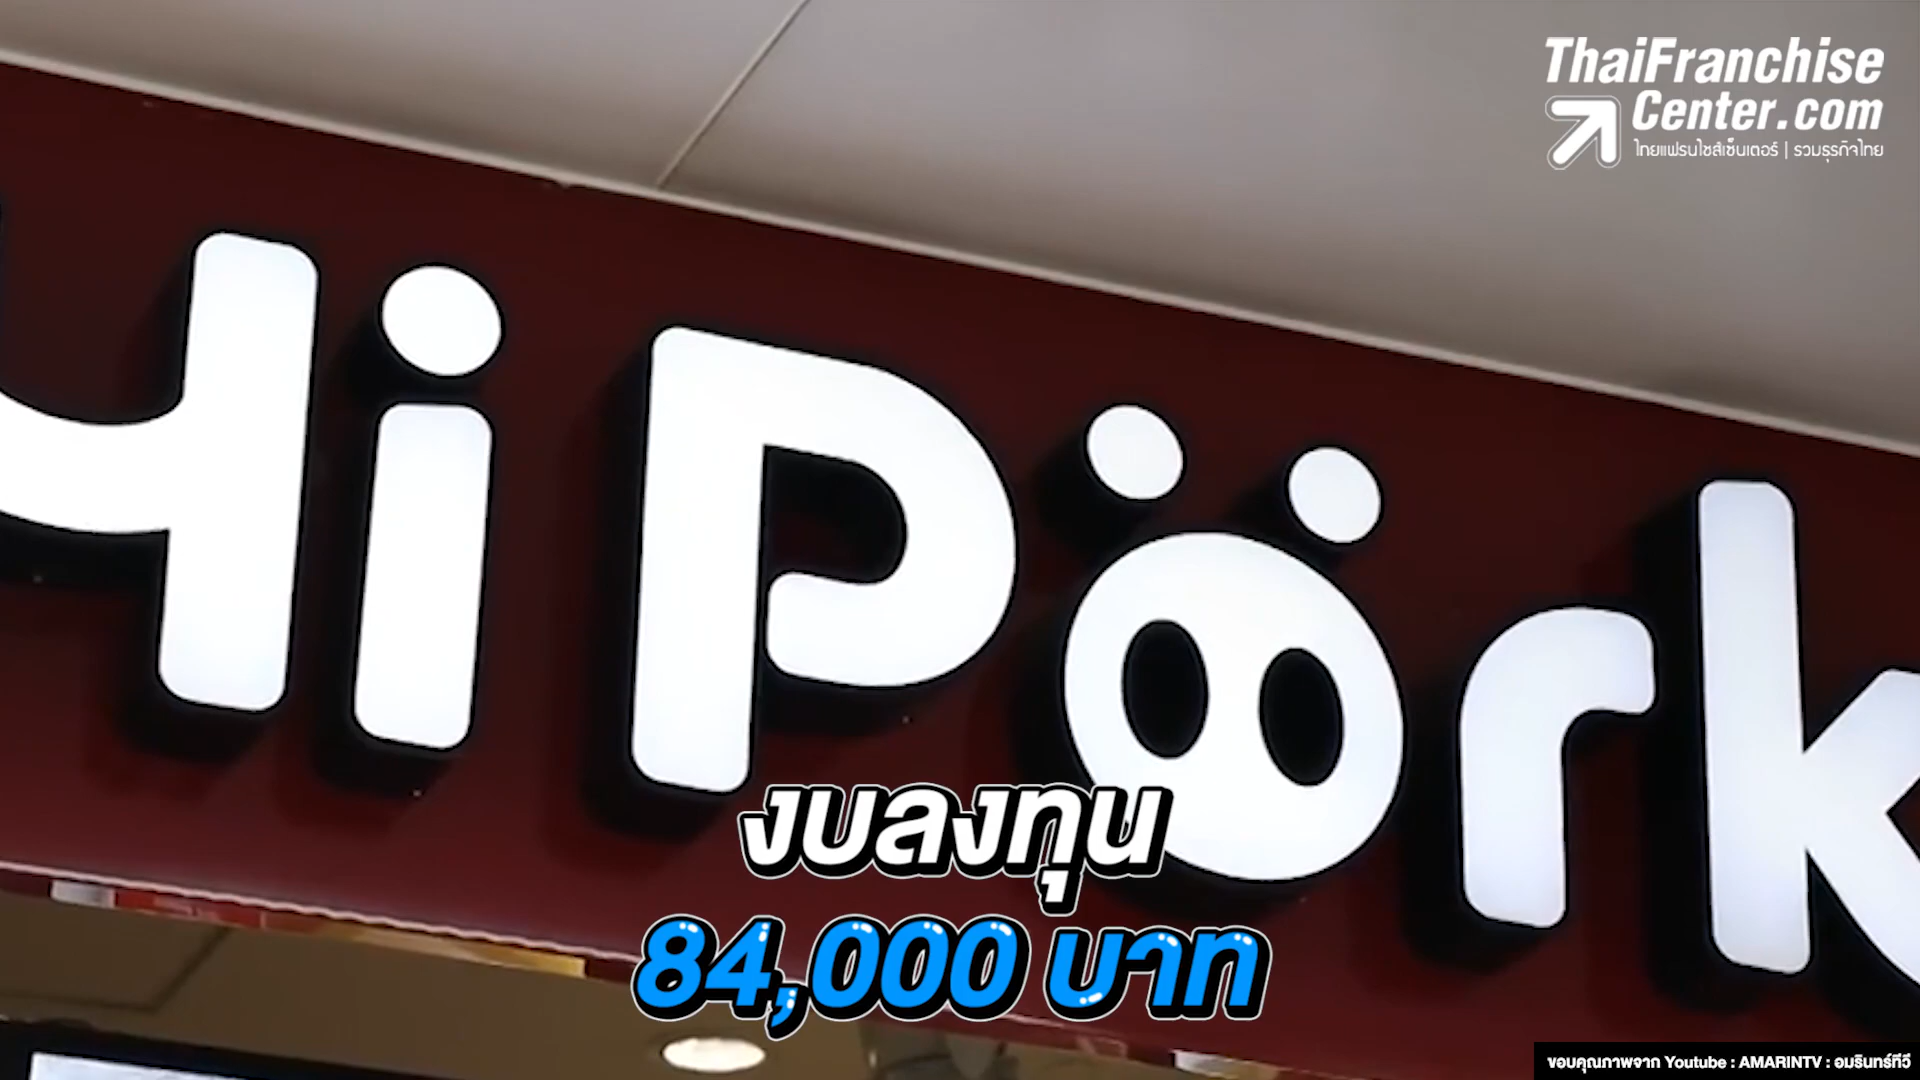 ThaiFranchise
Center.com
ไทยแฟรนไชส์เซ็นเตอร์ | รวมธุรกิจไทย
Hi Pörk
งบลงทุน
84,000 บาท
ขอบคุณภาพจาก Youtube : AMARINTV : อมรินทร์ทีวี